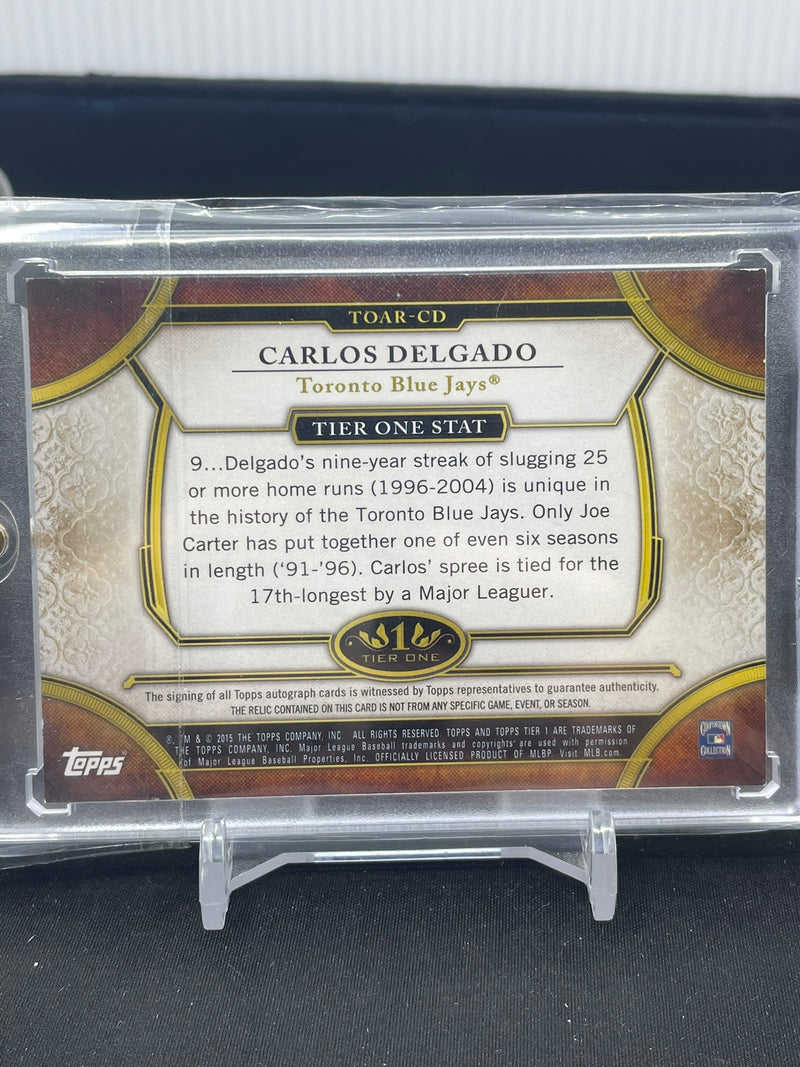 TOAR-CD
CARLOS DELGADO
Toronto Blue Jays®
TIER ONE STAT
9...Delgado's nine-year streak of slugging 25
or more home runs (1996-2004) is unique in
the history of the Toronto Blue Jays. Only Joe
Carter has put together one of even six seasons
in length ('91-'96). Carlos' spree is tied for the
17th-longest by a Major Leaguer.
1
TIER ONE
The signing of all Topps autograph cards is witnessed by Topps representatives to guarantee authenticity.
THE RELIC CONTAINED ON THIS CARD IS NOT FROM ANY SPECIFIC GAME, EVENT, OR SEASON.
®, TM & © 2015 THE TOPPS COMPANY, INC. ALL RIGHTS RESERVED TOPPS AND TOPPS TIER 1 ARE TRADEMARKS OF
THE TOPPS COMPANY, INC. Major League Baseball trademarks and copyrights are used with permission
of Major League Baseball Properties, Inc. OFFICIALLY LICENSED PRODUCT OF MLBP. Visit MLB.com.
topps
COOPERSTOWN
COLLECTION